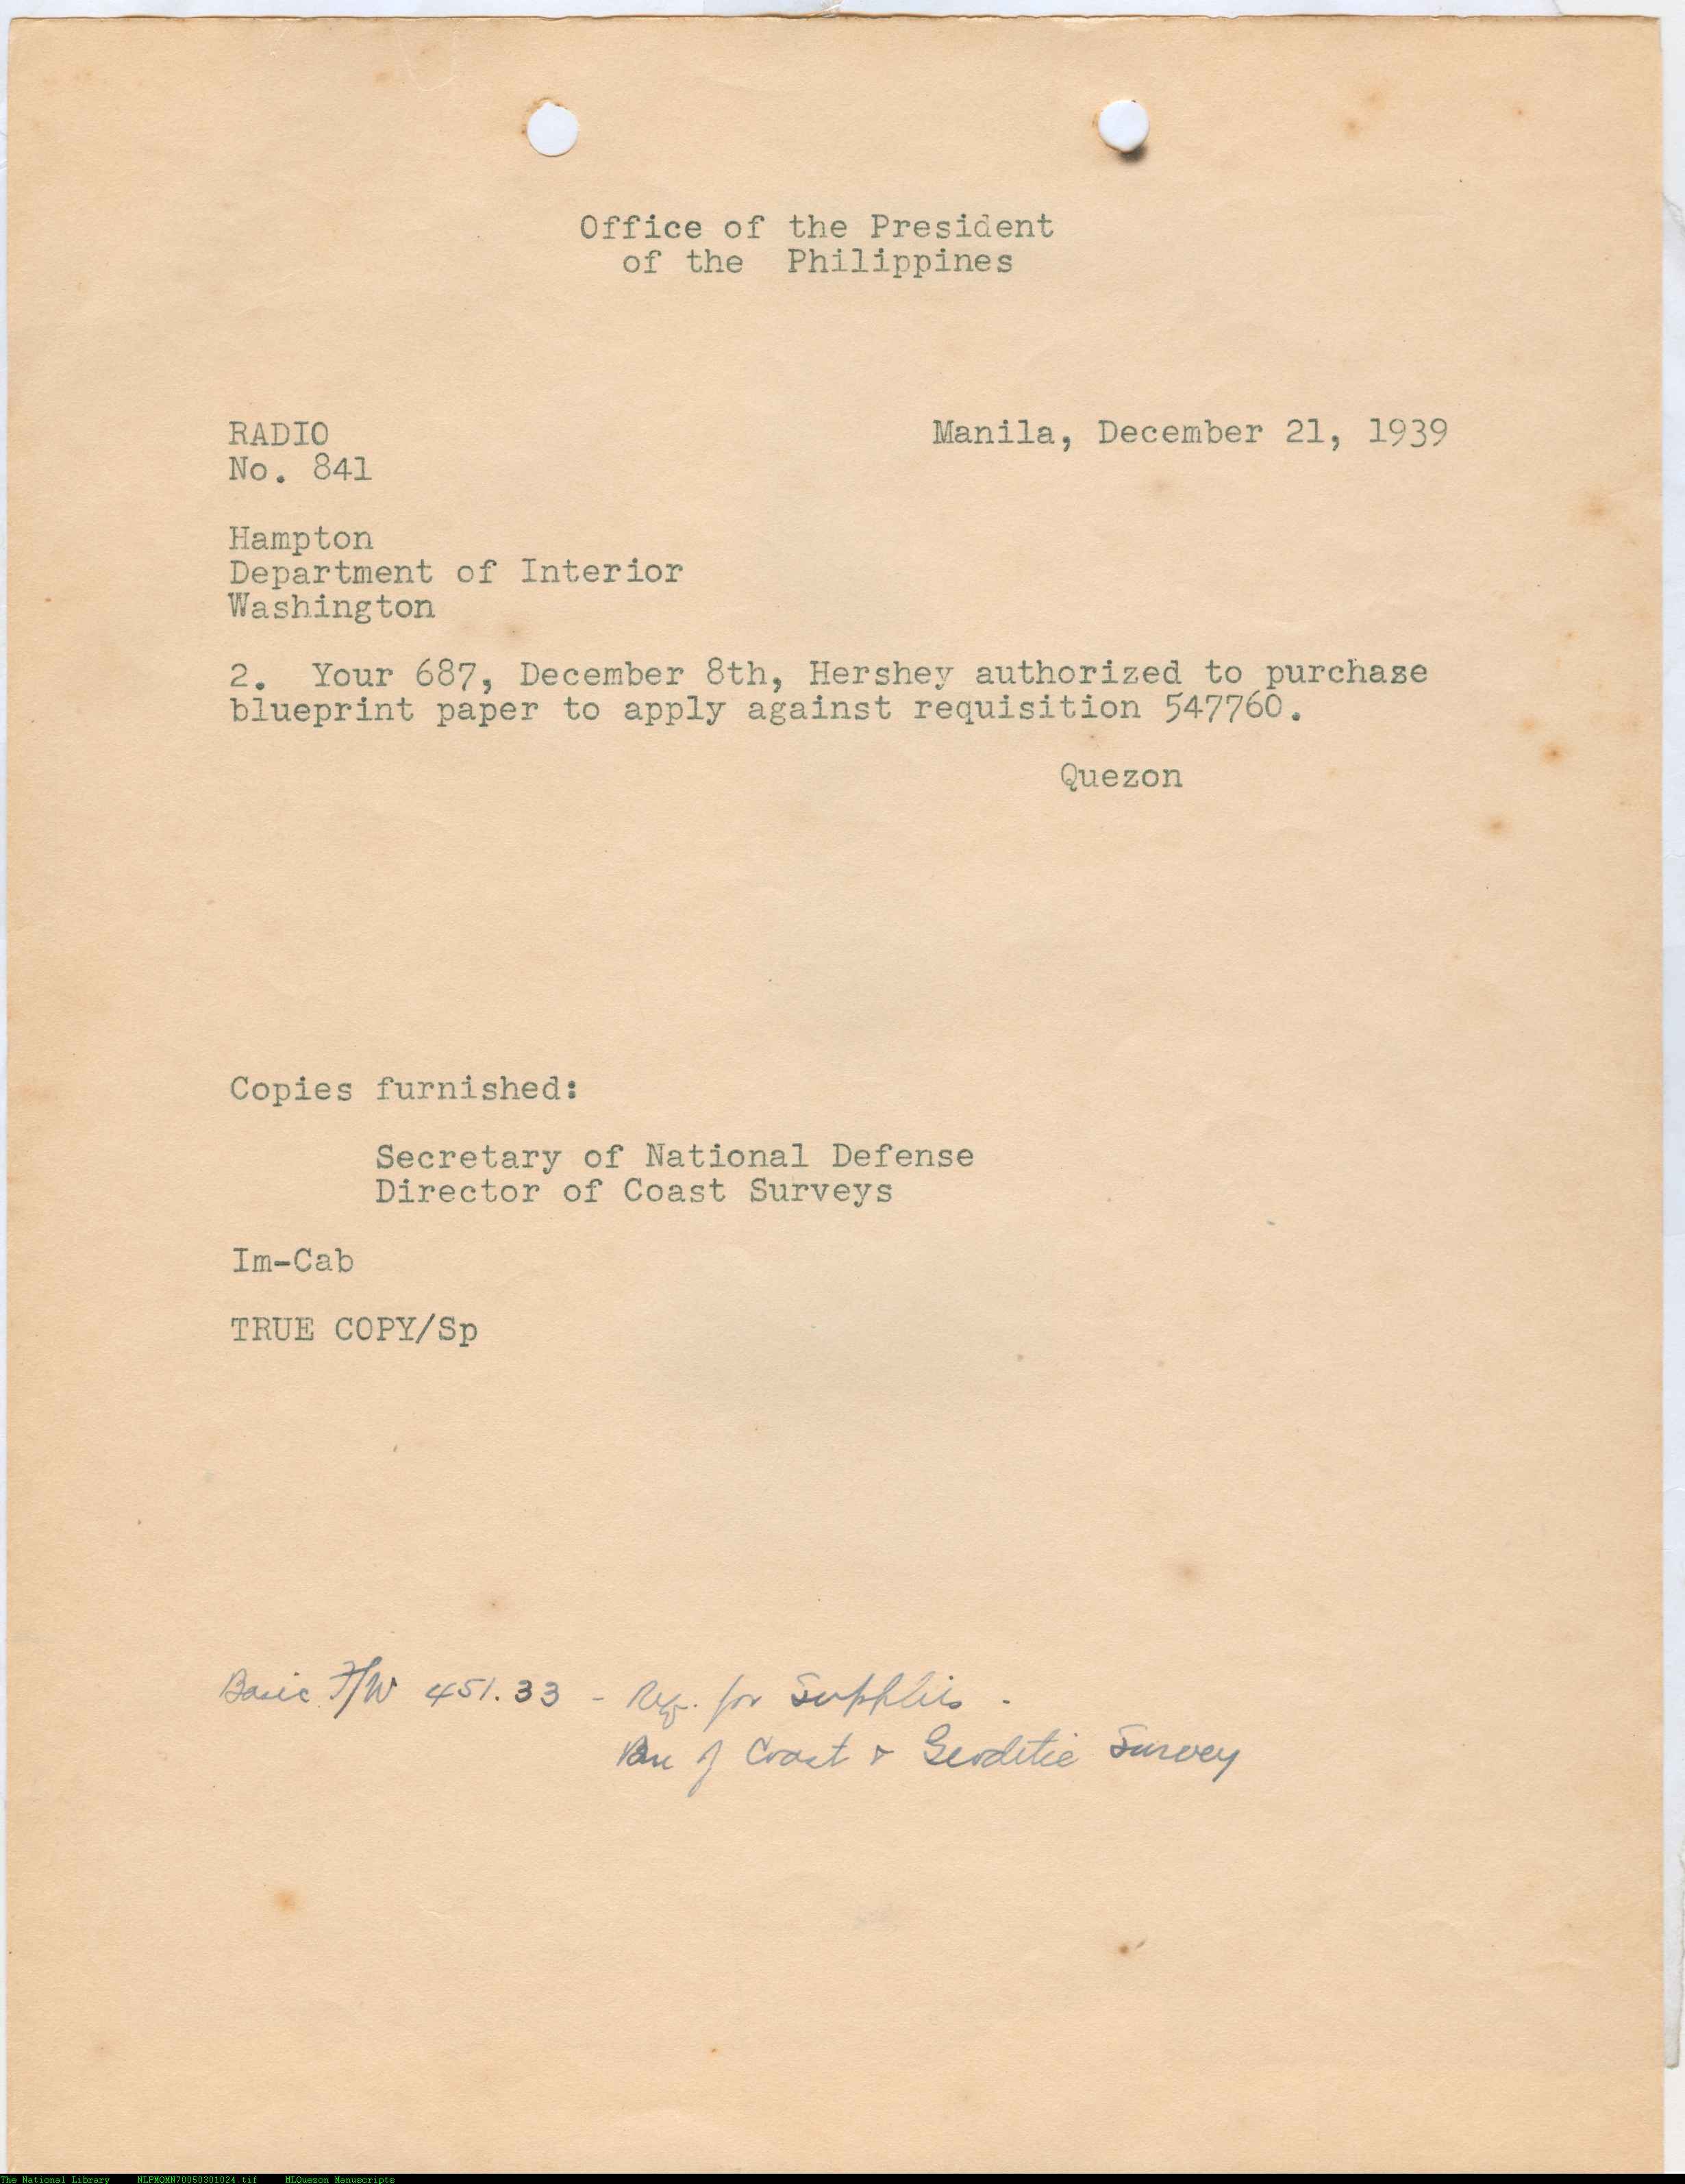 Office of the President
of the Philippines
RADIO
No. 841
Manila, December 21, 1939
Hampton
Department of Interior
Washington
2. Your 687, December 8th, Hershey authorized to purchase
blueprint paper to apply against requisition 547760.
Quezon
Copies furnished:
Secretary of National Defense
Director of Coast Surveys
Im-Cab
TRUE COPY/Sp
Basic F/W 451.33 - Req. for Supplies.
Bu of Coast & Geodetic Survey
The National Library NLPMQMN70050301024 tif MLQuezon Manuscripts